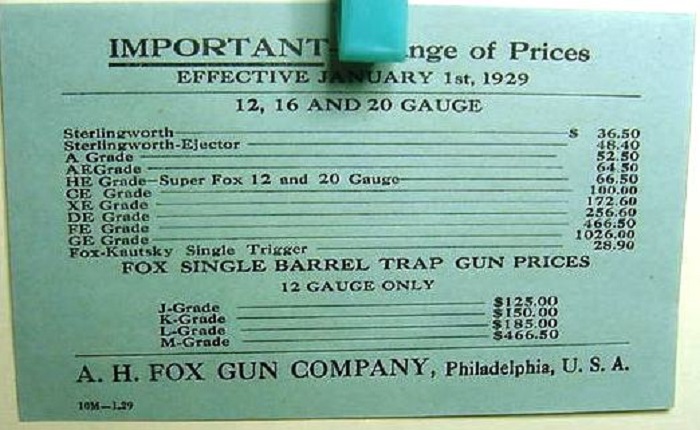 IMPORTANT- nge of Prices
EFFECTIVE JANUARY 1st, 1929
12, 16 AND 20 GAUGE
Sterlingworth $ 36.50
Sterlingworth-Ejector 48.40
A Grade 52.50
AE Grade 64.50
HE Grade—Super Fox 12 and 20 Gauge 66.50
CE Grade 100.00
XE Grade 172.60
DE Grade 256.60
FE Grade 466.50
GE Grade 1026.00
Fox-Kautsky Single Trigger 28.90
FOX SINGLE BARREL TRAP GUN PRICES
12 GAUGE ONLY
J-Grade $125.00
K-Grade $150.00
L-Grade $185.00
M-Grade $466.50
A. H. FOX GUN COMPANY, Philadelphia, U. S. A.
10M—1.29